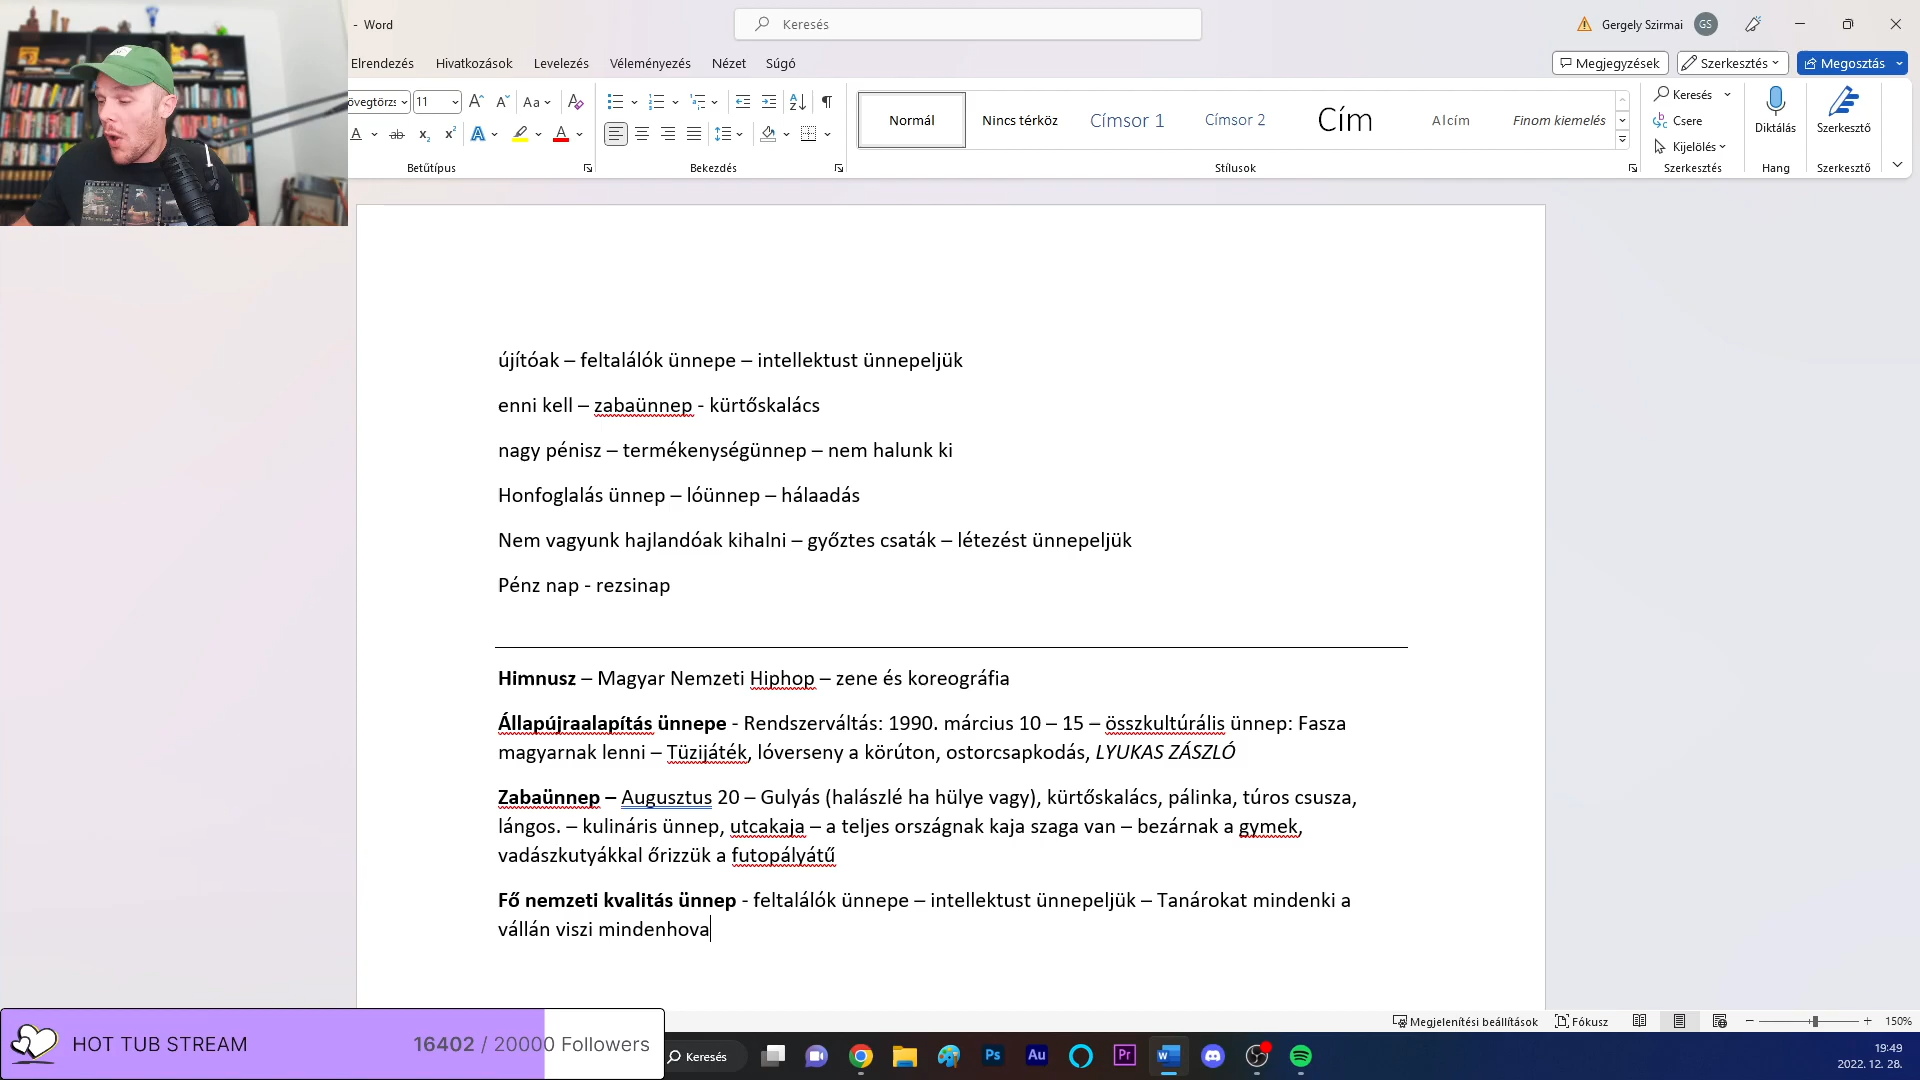 - Word
Keresés
Gergely Szirmai
GS
Elrendezés Hivatkozások Levelezés Véleményezés Nézet Súgó
Megjegyzések Szerkesztés Megosztás
övegtörzs 11 Aa
Betűtípus
Bekezdés
Normál Nincs térköz Címsor 1 Címsor 2 Cím Alcím Finom kiemelés
Stílusok
Keresés
Csere
Kijelölés
Szerkesztés
Diktálás
Hang
Szerkesztő
Szerkesztő
újítóak – feltalálók ünnepe – intellektust ünnepeljük
enni kell – zabaünnep - kürtőskalács
nagy pénisz – termékenységünnep – nem halunk ki
Honfoglalás ünnep – lóünnep – hálaadás
Nem vagyunk hajlandóak kihalni – győztes csaták – létezést ünnepeljük
Pénz nap - rezsinap
Himnusz – Magyar Nemzeti Hiphop – zene és koreográfia
Állapújraalapítás ünnepe - Rendszerváltás: 1990. március 10 – 15 – összkultúrális ünnep: Fasza
magyarnak lenni – Tüzijáték, lóverseny a körúton, ostorcsapkodás, LYUKAS ZÁSZLÓ
Zabaünnep – Augusztus 20 – Gulyás (halászlé ha hülye vagy), kürtőskalács, pálinka, túros csusza,
lángos. – kulináris ünnep, utcakaja – a teljes országnak kaja szaga van – bezárnak a gymek,
vadászkutyákkal őrizzük a futopályátű
Fő nemzeti kvalitás ünnep - feltalálók ünnepe – intellektust ünnepeljük – Tanárokat mindenki a
vállán viszi mindenhova
Megjelenítési beállítások Fókusz 150%
HOT TUB STREAM 16402 / 20000 Followers
Keresés
Ps Au Pr W
19:49
2022. 12. 28.